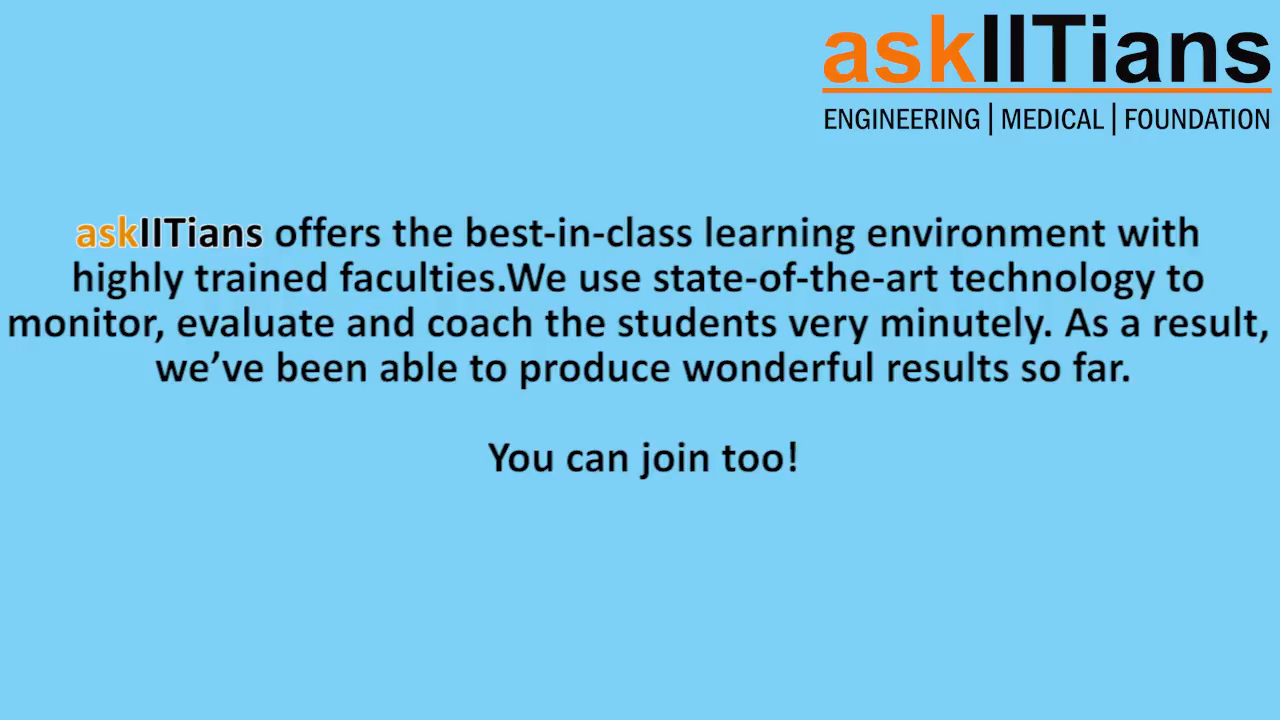 askIITians
ENGINEERING | MEDICAL | FOUNDATION
askIITians offers the best-in-class learning environment with
highly trained faculties.We use state-of-the-art technology to
monitor, evaluate and coach the students very minutely. As a result,
we’ve been able to produce wonderful results so far.
You can join too!